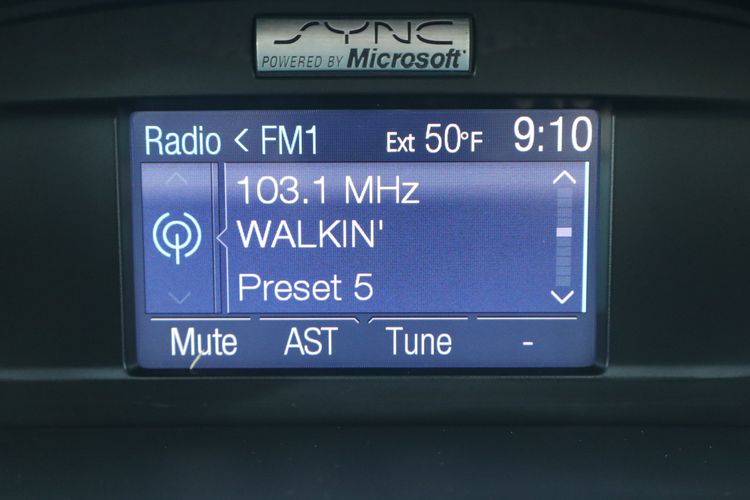 SYNC
POWERED BY Microsoft
Radio < FM1 Ext 50°F 9:10
103.1 MHz
WALKIN'
Preset 5
Mute AST Tune -